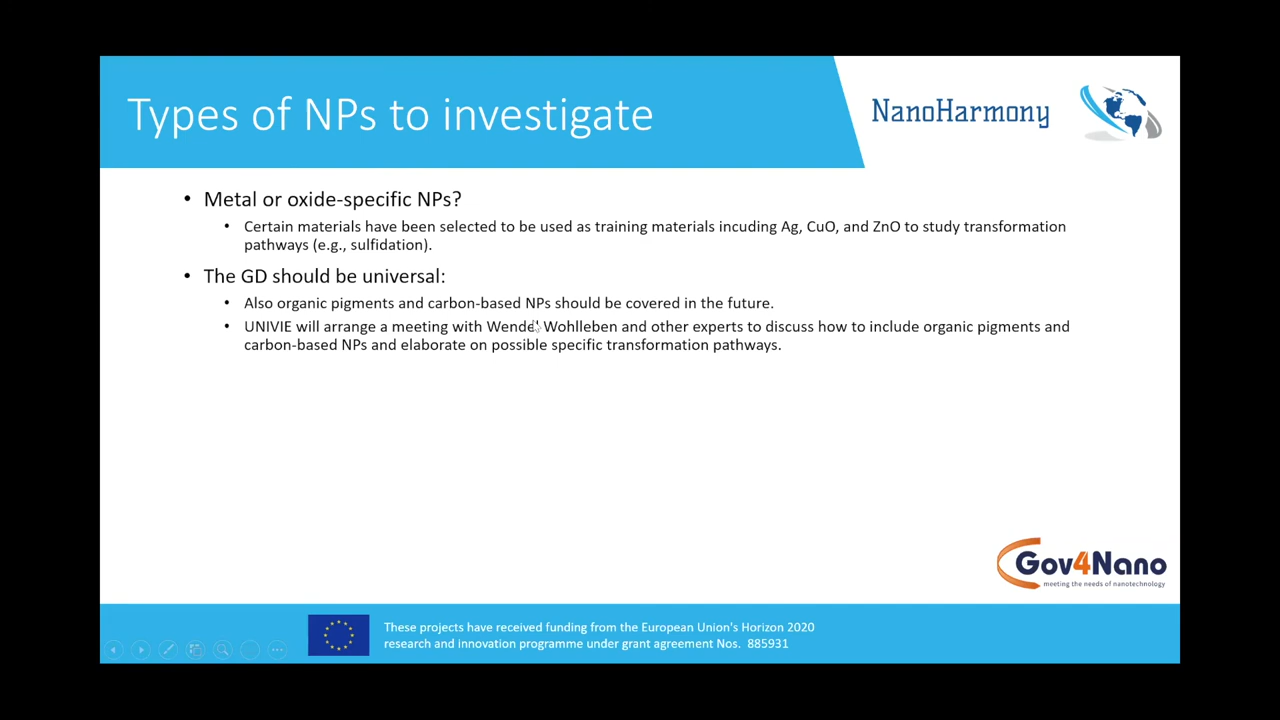 Types of NPs to investigate
NanoHarmony
• Metal or oxide-specific NPs?
• Certain materials have been selected to be used as training materials incuding Ag, CuO, and ZnO to study transformation
pathways (e.g., sulfidation).
• The GD should be universal:
• Also organic pigments and carbon-based NPs should be covered in the future.
• UNIVIE will arrange a meeting with Wendel Wohlleben and other experts to discuss how to include organic pigments and
carbon-based NPs and elaborate on possible specific transformation pathways.
Gov4Nano
meeting the needs of nanotechnology
These projects have received funding from the European Union's Horizon 2020
research and innovation programme under grant agreement Nos. 885931